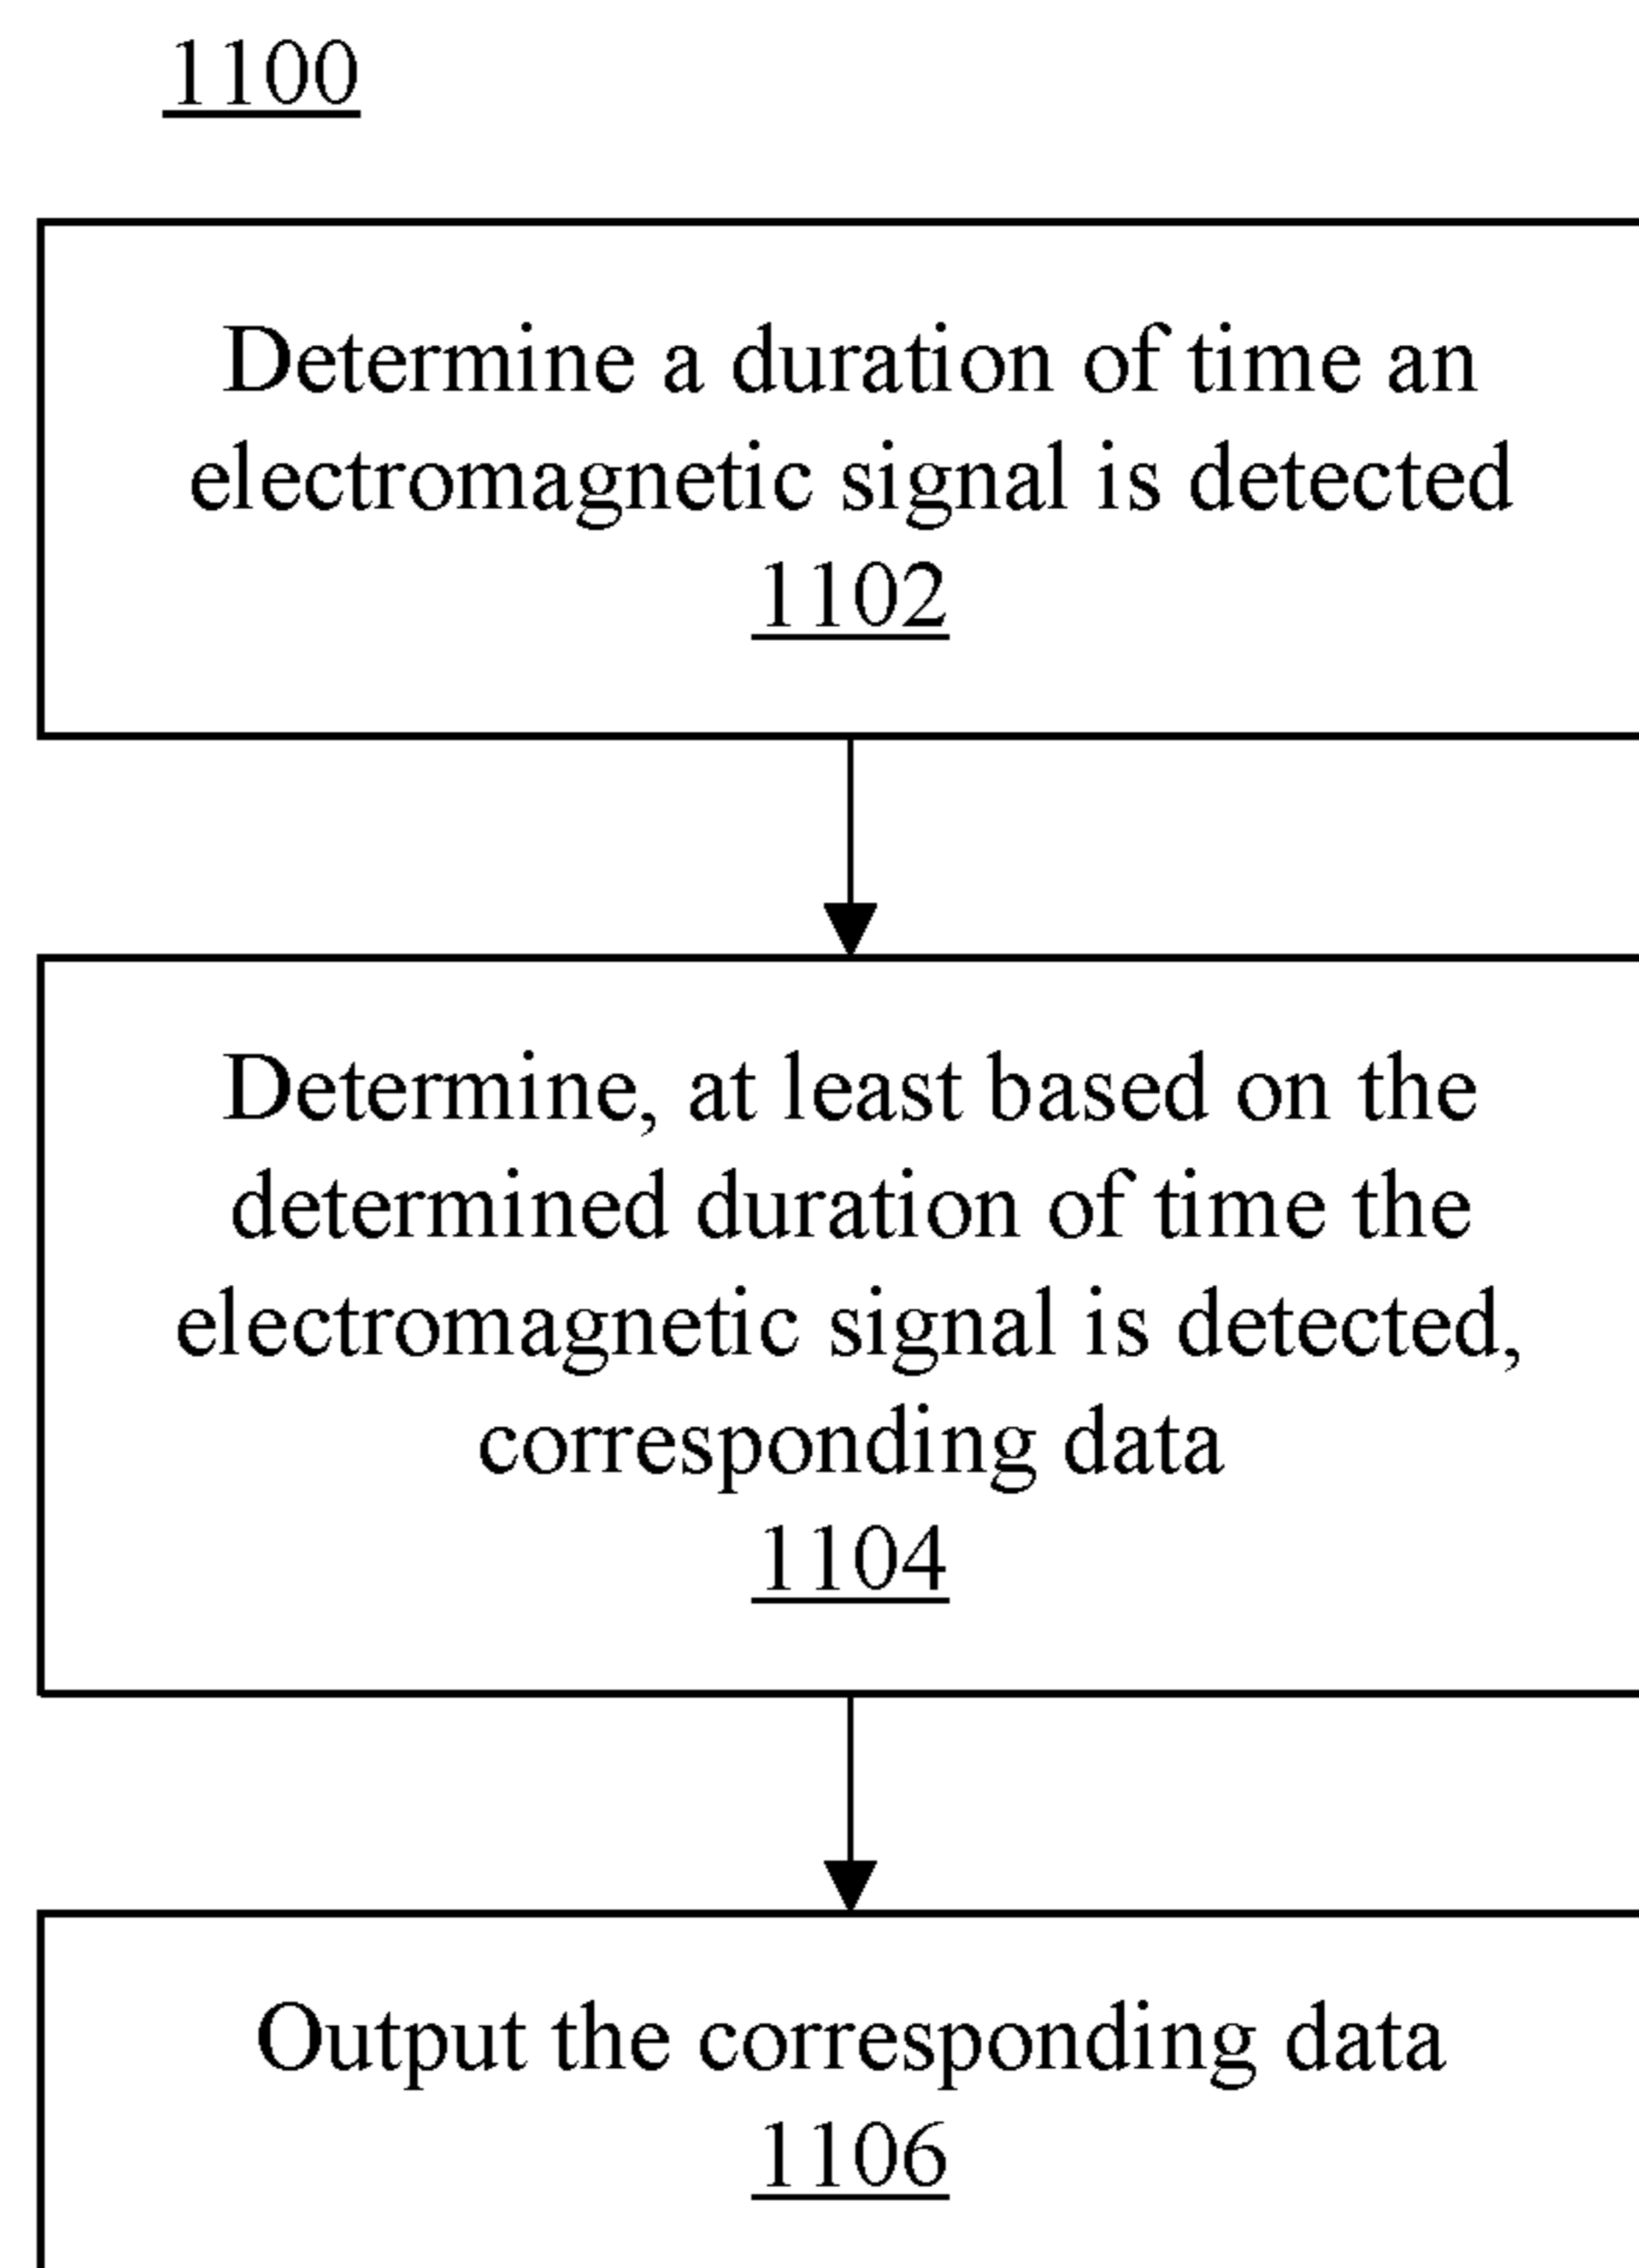 1100
Determine a duration of time an
electromagnetic signal is detected
1102
Determine, at least based on the
determined duration of time the
electromagnetic signal is detected,
corresponding data
1104
Output the corresponding data
1106